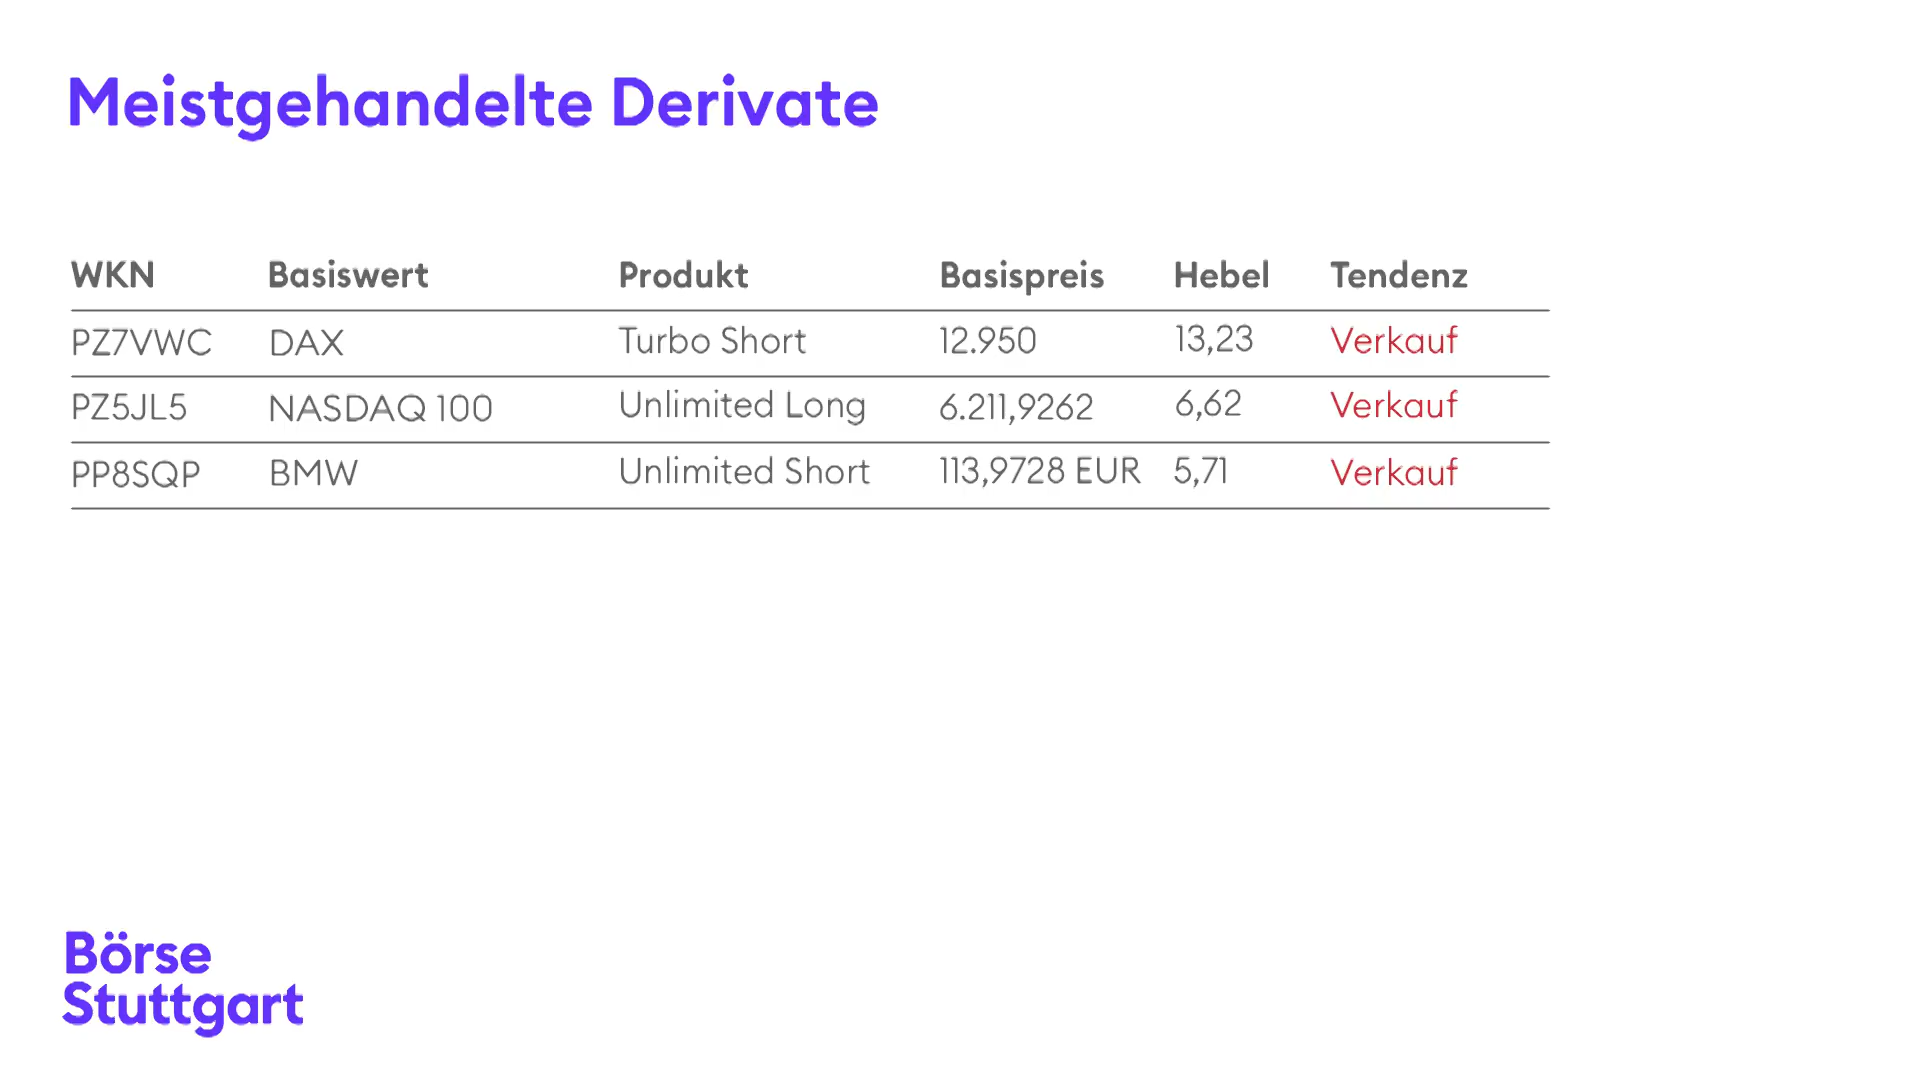 Meistgehandelte Derivate
WKN Basiswert Produkt Basispreis Hebel Tendenz
PZ7VWC DAX Turbo Short 12.950 13,23 Verkauf
PZ5JL5 NASDAQ 100 Unlimited Long 6.211,9262 6,62 Verkauf
PP8SQP BMW Unlimited Short 113,9728 EUR 5,71 Verkauf
Börse
Stuttgart